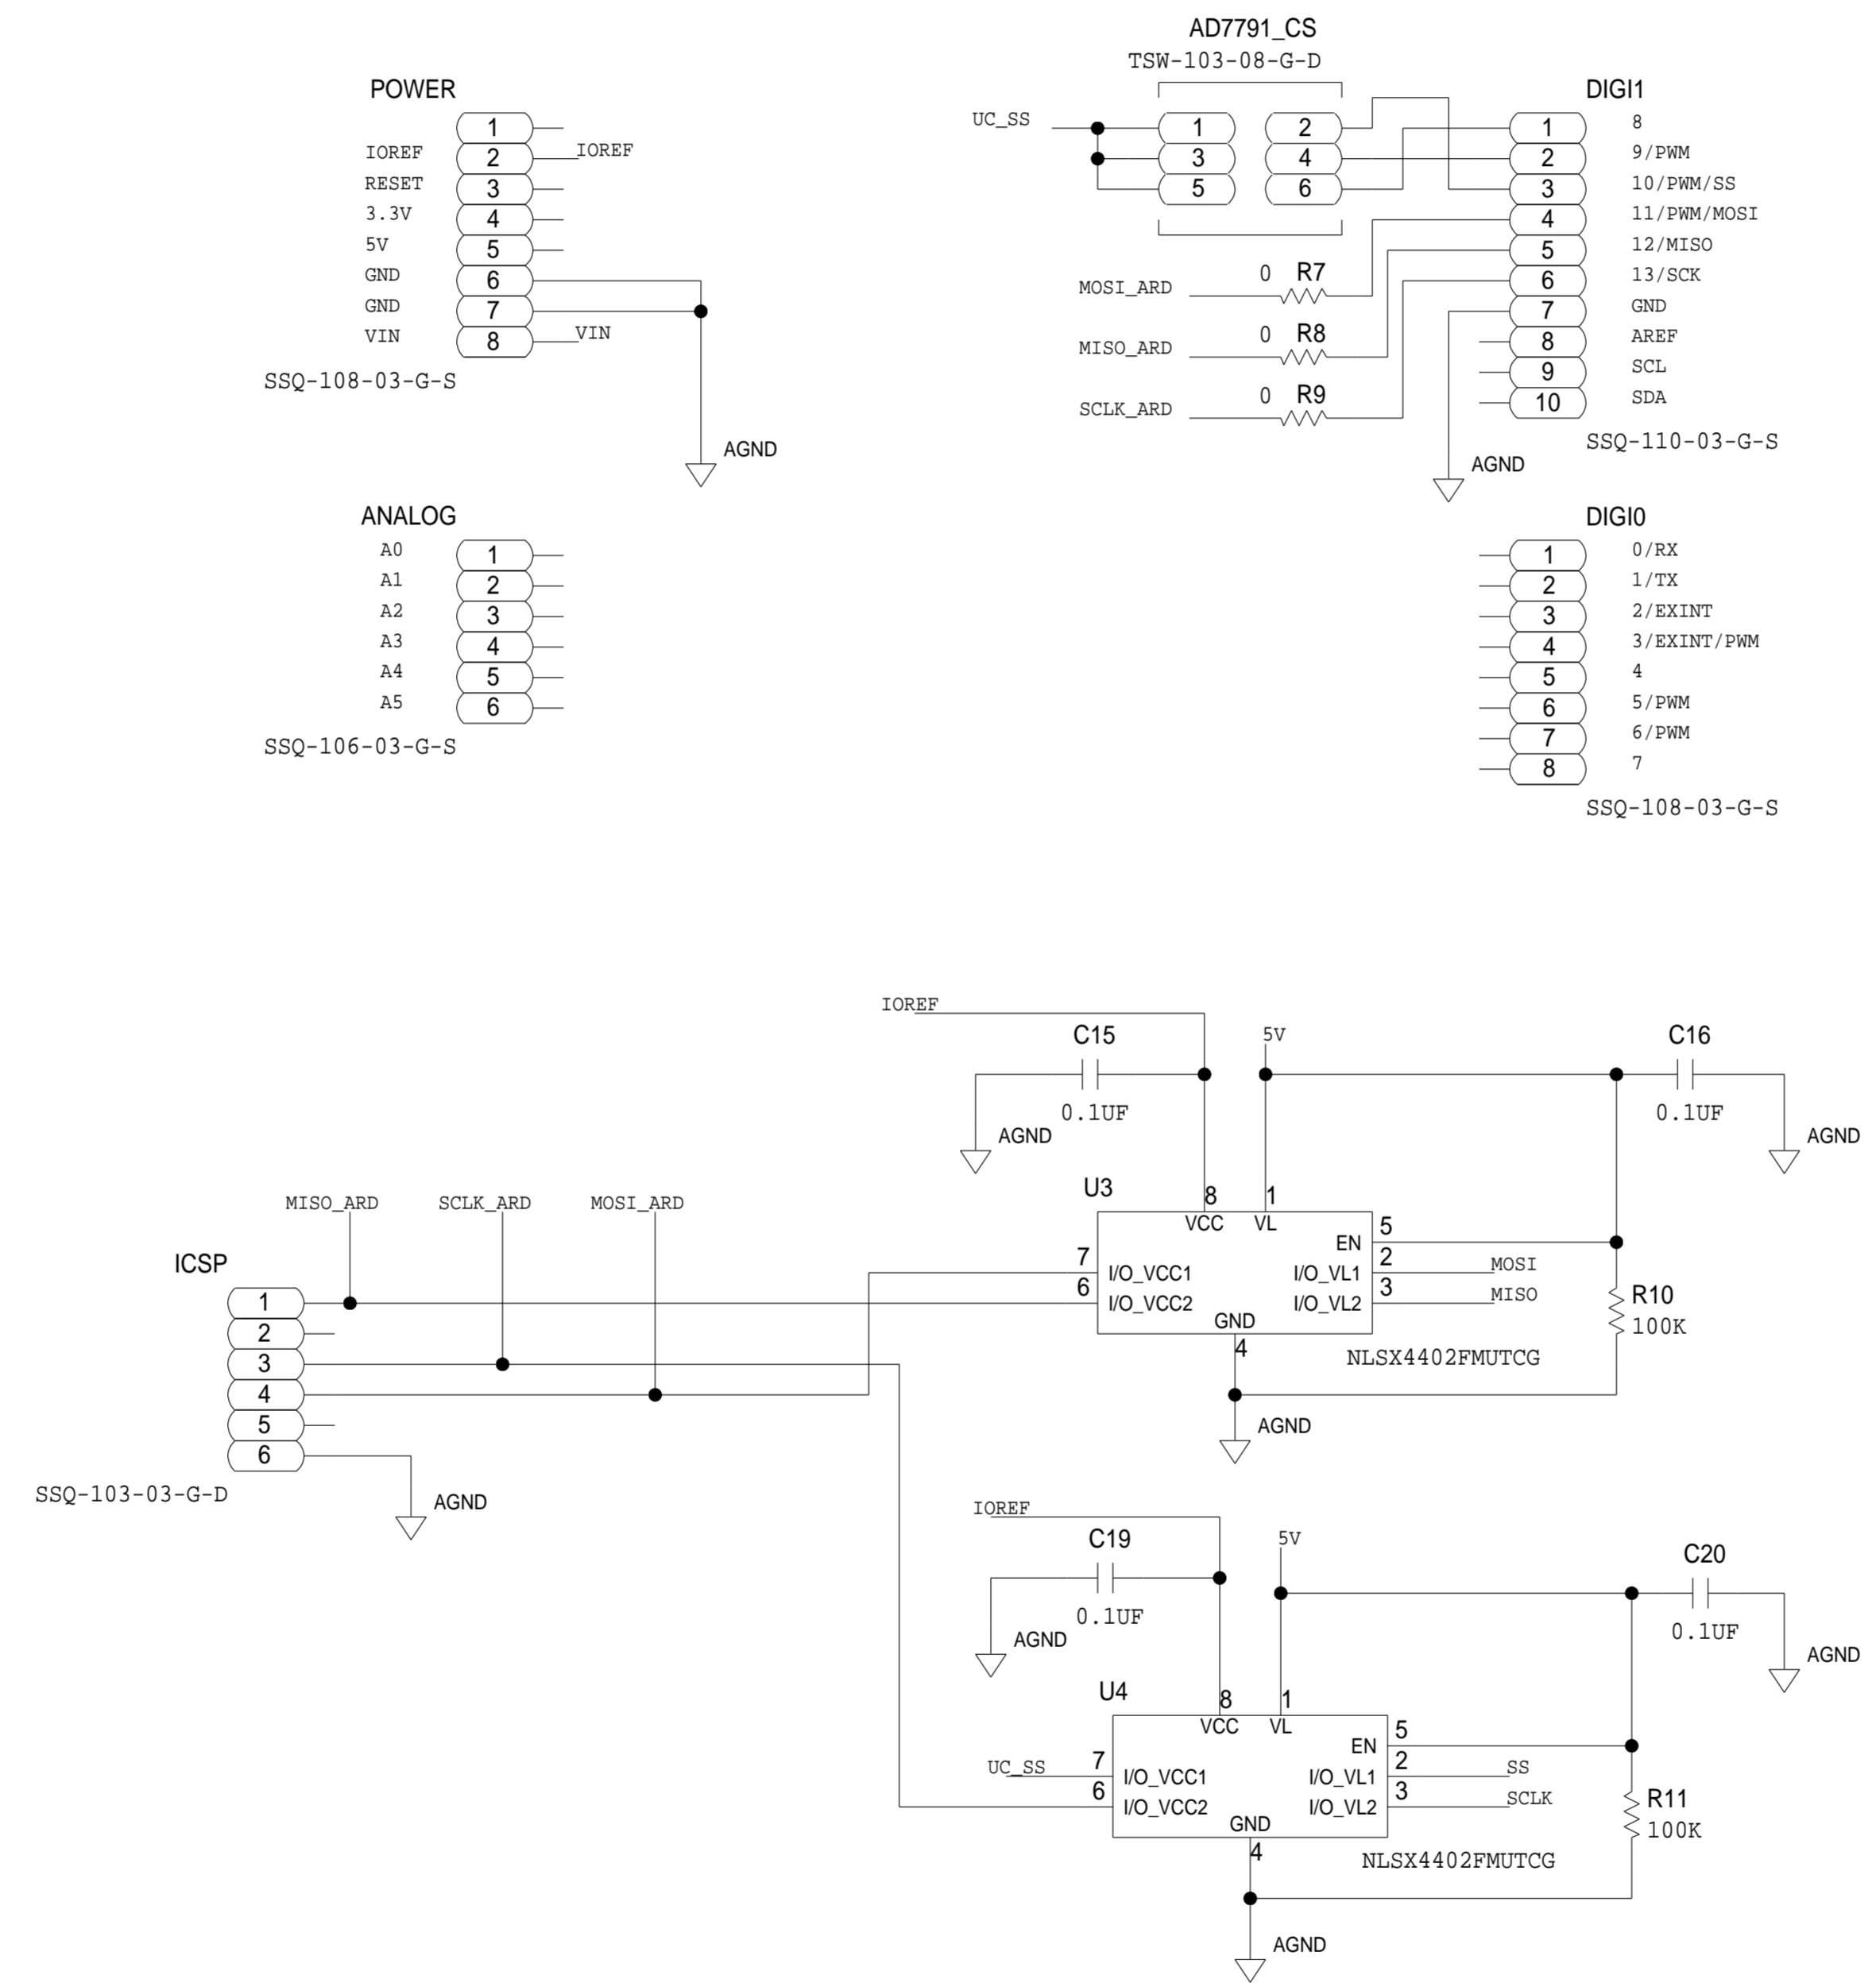 AD7791_CS
TSW-103-08-G-D
POWER
1
IOREF 2 IOREF
RESET 3
3.3V 4
5V 5
GND 6
GND 7
VIN 8 VIN
SSQ-108-03-G-S
AGND
UC_SS
1 2
3 4
5 6
DIGI1
1 8
2 9/PWM
3 10/PWM/SS
4 11/PWM/MOSI
5 12/MISO
6 13/SCK
7 GND
8 AREF
9 SCL
10 SDA
SSQ-110-03-G-S
MOSI_ARD 0 R7
MISO_ARD 0 R8
SCLK_ARD 0 R9
AGND
ANALOG
A0 1
A1 2
A2 3
A3 4
A4 5
A5 6
SSQ-106-03-G-S
DIGI0
1 0/RX
2 1/TX
3 2/EXINT
4 3/EXINT/PWM
5 4
6 5/PWM
7 6/PWM
8 7
SSQ-108-03-G-S
IOREF
C15
0.1UF
AGND
5V
C16
0.1UF
AGND
MISO_ARD SCLK_ARD MOSI_ARD
ICSP
1
2
3
4
5
6
SSQ-103-03-G-D
AGND
U3
8 1
VCC VL
EN 5
7 I/O_VCC1 I/O_VL1 2 MOSI
6 I/O_VCC2 I/O_VL2 3 MISO
GND
4
NLSX4402FMUTCG
R10
100K
AGND
IOREF
C19
0.1UF
AGND
5V
C20
0.1UF
AGND
U4
8 1
VCC VL
EN 5
UC_SS 7 I/O_VCC1 I/O_VL1 2 SS
6 I/O_VCC2 I/O_VL2 3 SCLK
GND
4
NLSX4402FMUTCG
R11
100K
AGND